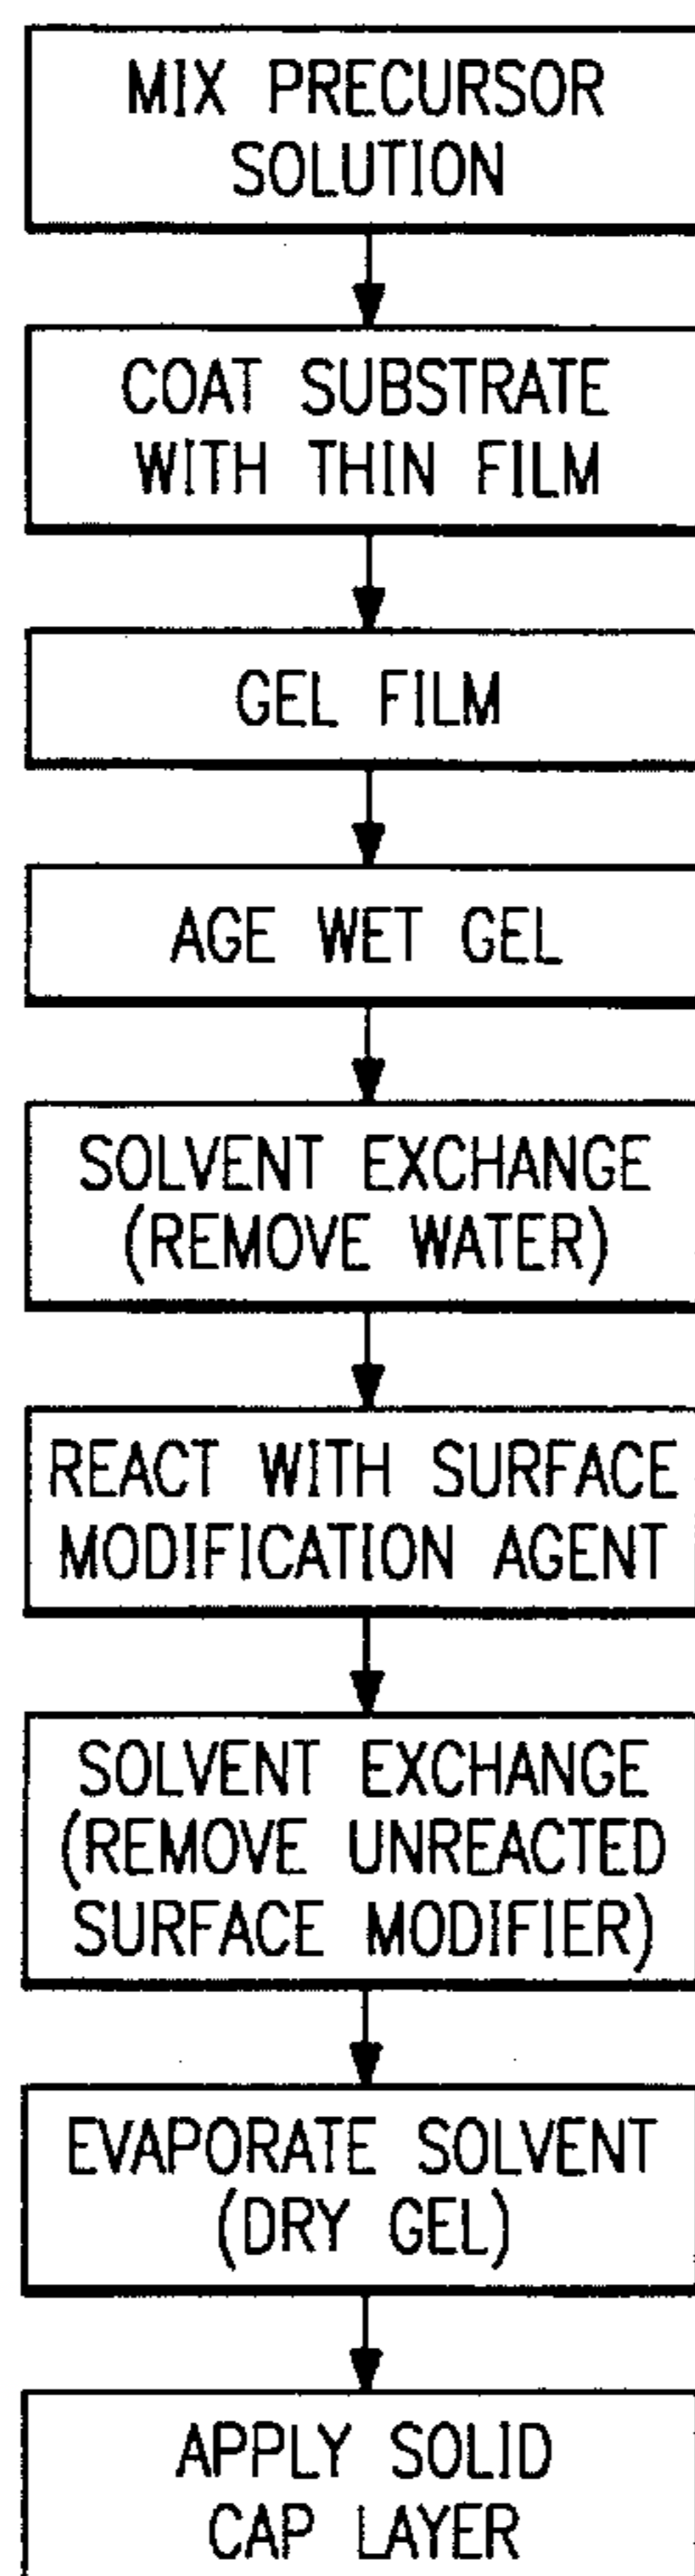 MIX PRECURSOR
SOLUTION
COAT SUBSTRATE
WITH THIN FILM
GEL FILM
AGE WET GEL
SOLVENT EXCHANGE
(REMOVE WATER)
REACT WITH SURFACE
MODIFICATION AGENT
SOLVENT EXCHANGE
(REMOVE UNREACTED
SURFACE MODIFIER)
EVAPORATE SOLVENT
(DRY GEL)
APPLY SOLID
CAP LAYER